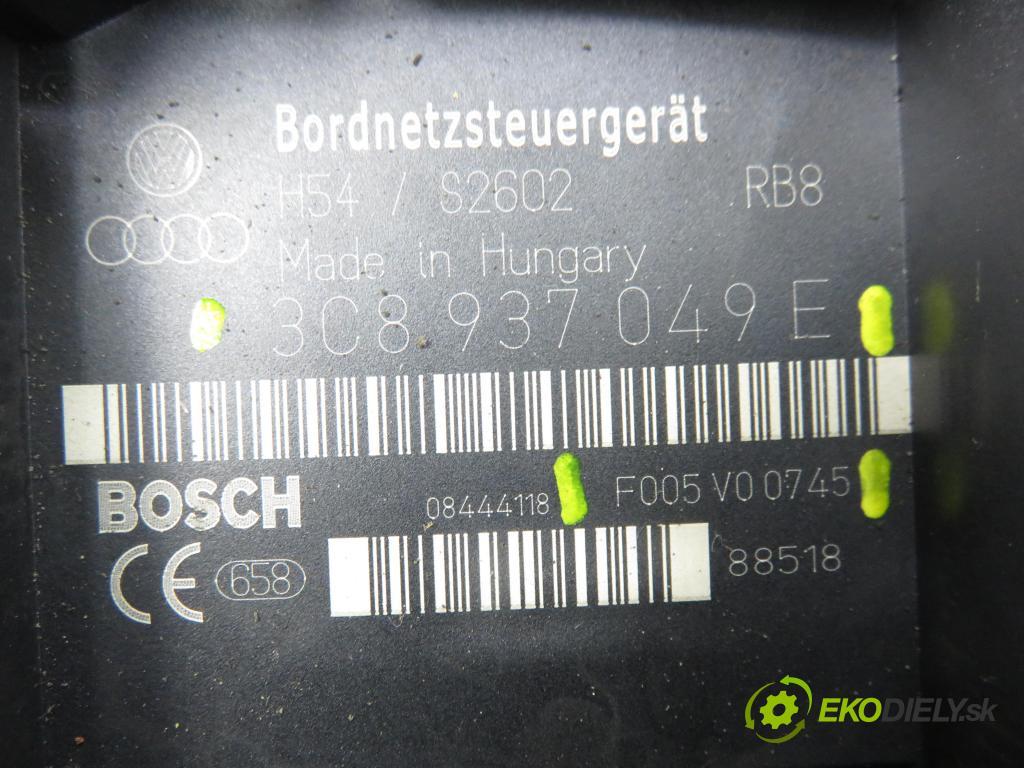 Bordnetzsteuergerät
H54 / S2602 RB8
Made in Hungary
3C8 937 049 E
BOSCH 08444118 F005 V0 0745
CE 658 88518
EKODIELY.sk